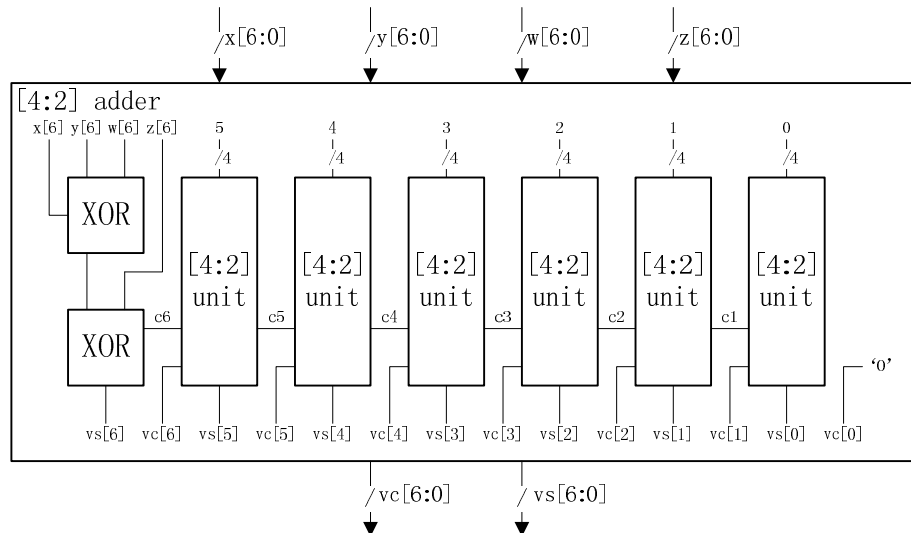 x[6:0] y[6:0] w[6:0] z[6:0]
[4:2] adder
x[6] y[6] w[6] z[6] 5 4 3 2 1 0
/4 /4 /4 /4 /4 /4
XOR
[4:2] [4:2] [4:2] [4:2] [4:2] [4:2]
unit unit unit unit unit unit
XOR c6 c5 c4 c3 c2 c1
‘0’
vs[6] vc[6] vs[5] vc[5] vs[4] vc[4] vs[3] vc[3] vs[2] vc[2] vs[1] vc[1] vs[0] vc[0]
vc[6:0] vs[6:0]